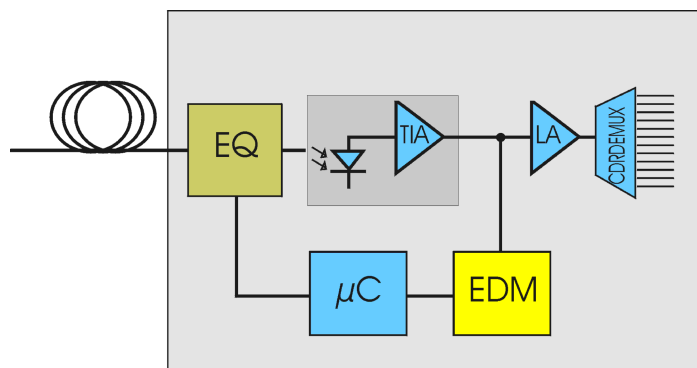 EQ
TIA
LA
CDRDEMUX
µC
EDM